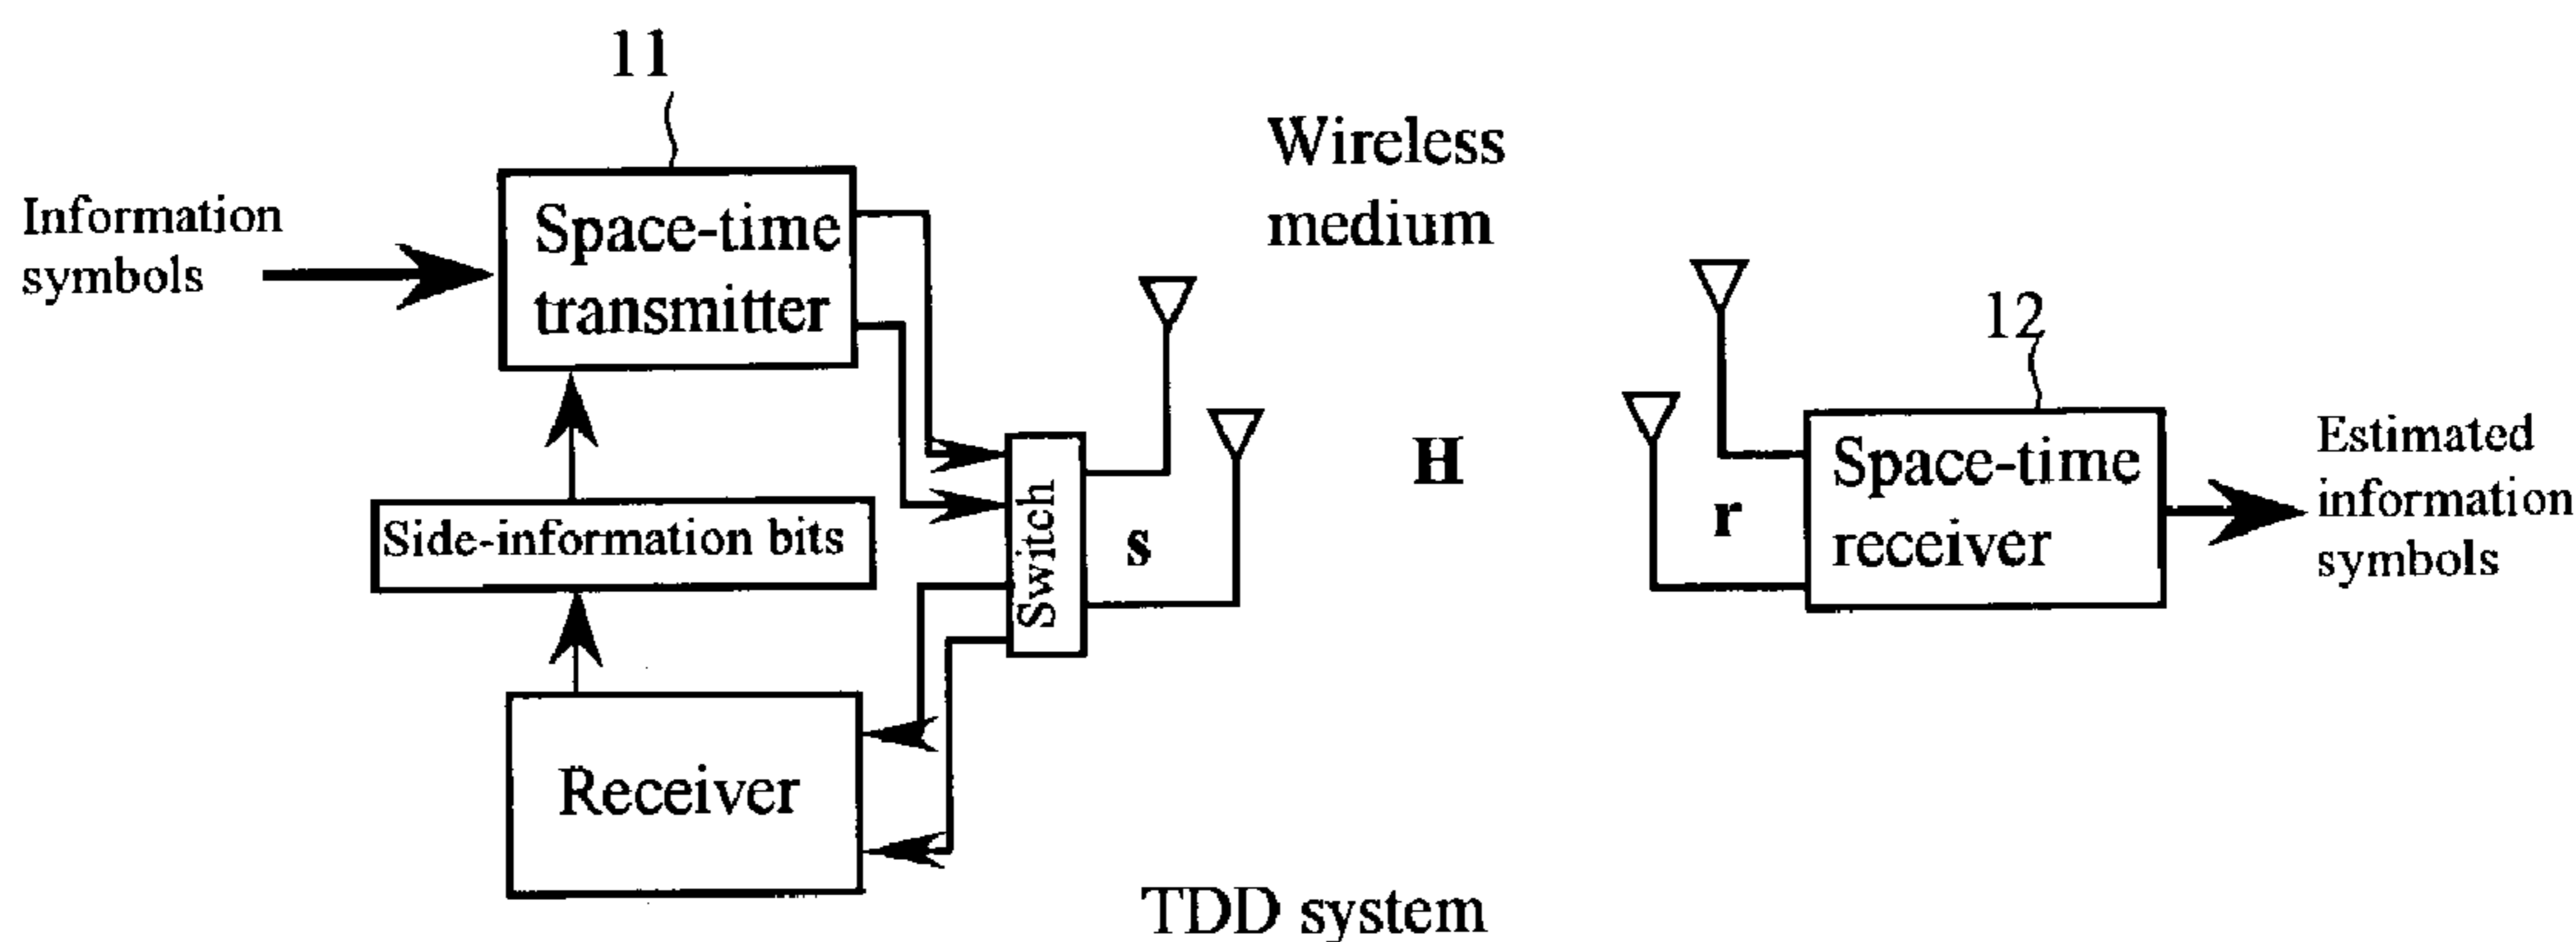 11
Wireless
medium
Information
symbols
Space-time
transmitter
12
Space-time
receiver
Estimated
information
symbols
H
Switch
s
r
Side-information bits
Receiver
TDD system